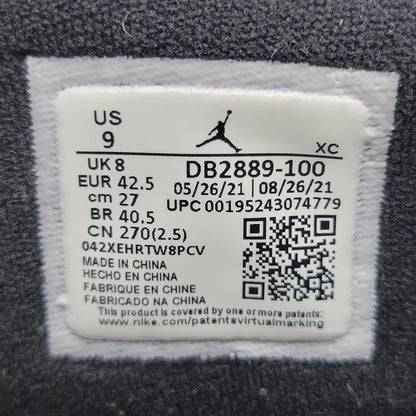 US
9
XC
UK 8
DB2889-100
EUR 42.5
05/26/21 | 08/26/21
cm 27
UPC 00195243074779
BR 40.5
CN 270(2.5)
042XEHRTW8PCV
MADE IN CHINA
HECHO EN CHINA
FABRIQUE EN CHINE
FABRICADO NA CHINA
This product is covered by one or more patents. See
www.nike.com/patentsvirtualmarking